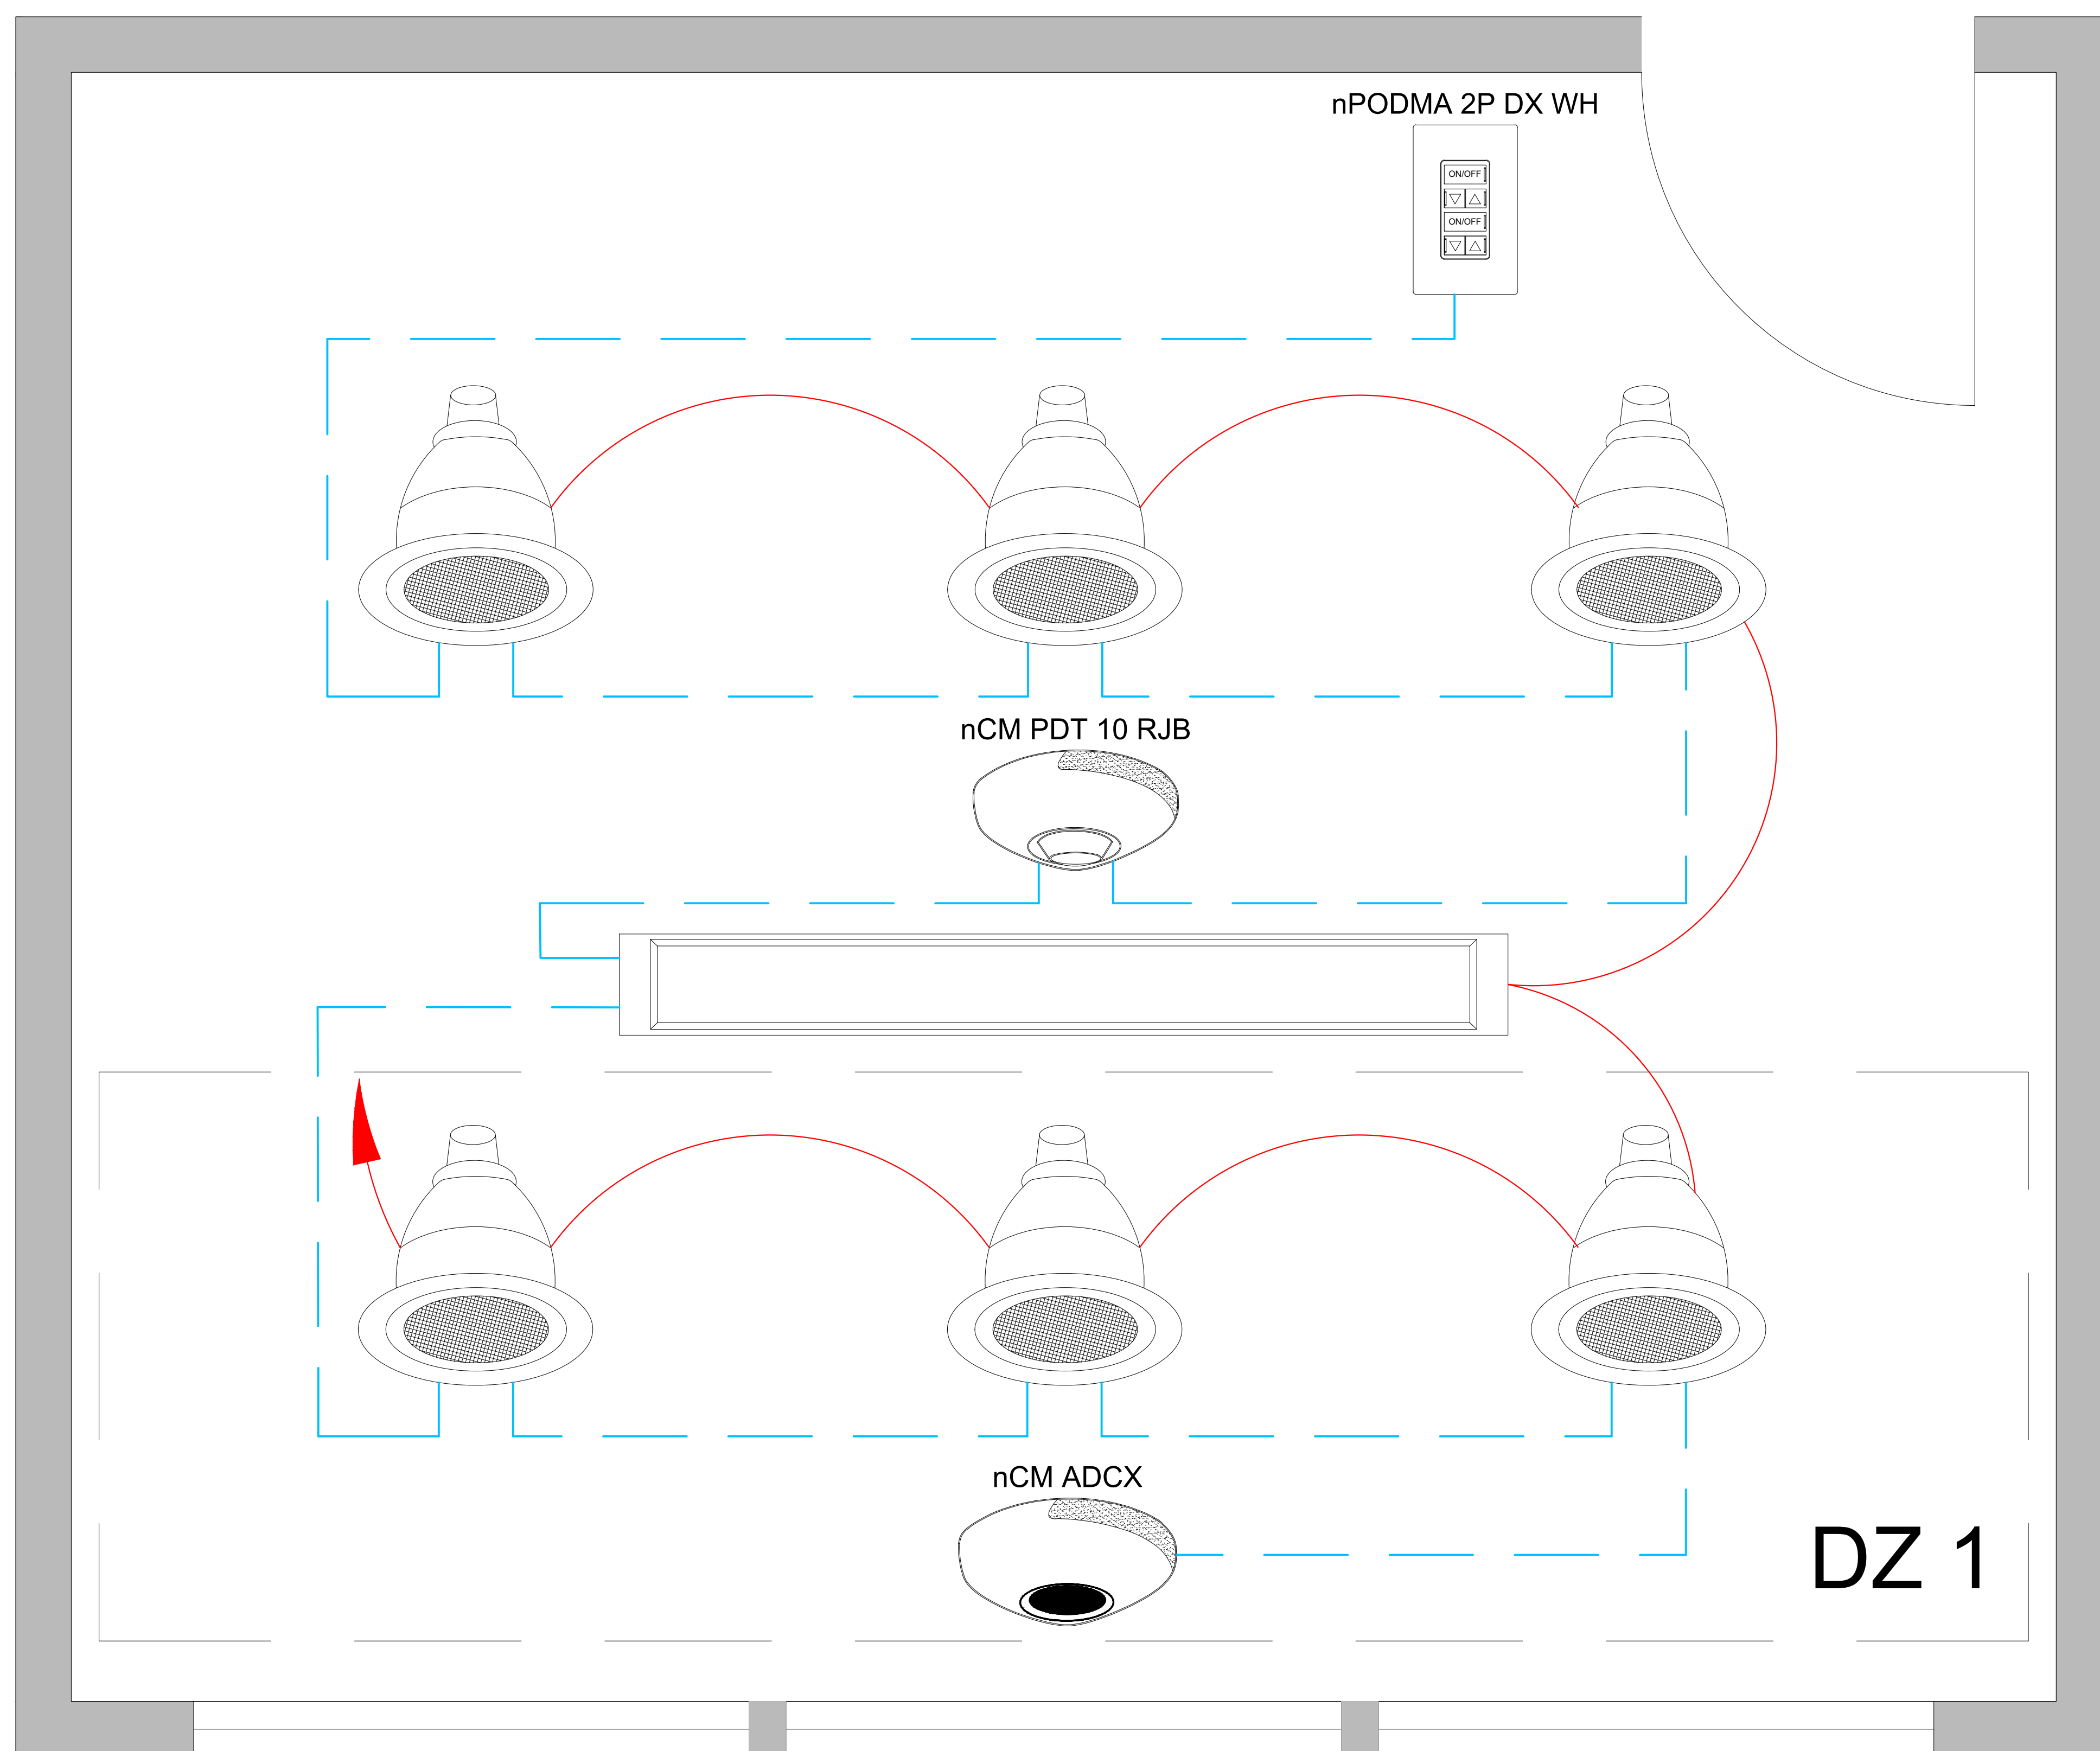 nPODMA 2P DX WH
ON/OFF
ON/OFF
nCM PDT 10 RJB
nCM ADCX
DZ 1